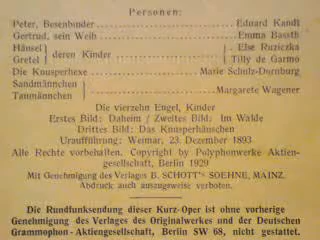 Personen:
Peter, Besenbinder . . . . . . . . . . Eduard Kandl
Gertrud, sein Weib . . . . . . . . . . Emma Bassth
Hänsel } deren Kinder . . . . . . . { Else Ruziczka
Gretel } { Tilly de Garmo
Die Knusperhexe . . . . . . Marie Schulz-Dornburg
Sandmännchen }
Taumännchen } . . . . . . . . Margarete Wagener
Die vierzehn Engel, Kinder
Erstes Bild: Daheim / Zweites Bild: Im Walde
Drittes Bild: Das Knusperhäuschen
Uraufführung: Weimar, 23. Dezember 1893
Alle Rechte vorbehalten. Copyright by Polyphonwerke Aktien-
gesellschaft, Berlin 1929
Mit Genehmigung des Verlages B. SCHOTT's SOEHNE, MAINZ.
Abdruck auch auszugsweise verboten.
Die Rundfunksendung dieser Kurz-Oper ist ohne vorherige
Genehmigung des Verlages des Originalwerkes und der Deutschen
Grammophon-Aktiengesellschaft, Berlin SW 68, nicht gestattet.